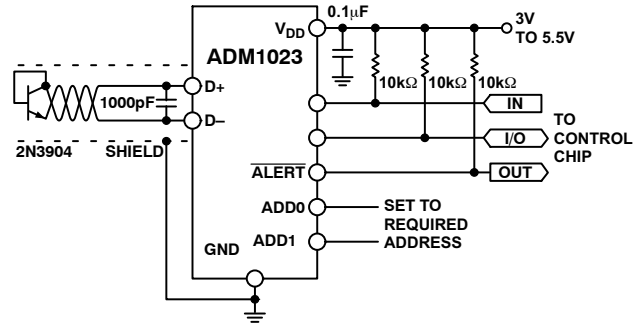 0.1μF
3V
TO 5.5V
VDD
ADM1023
10kΩ 10kΩ 10kΩ
D+
1000pF
D–
IN
I/O
TO
CONTROL
CHIP
2N3904
SHIELD
ALERT
OUT
ADD0
SET TO
REQUIRED
ADDRESS
GND
ADD1